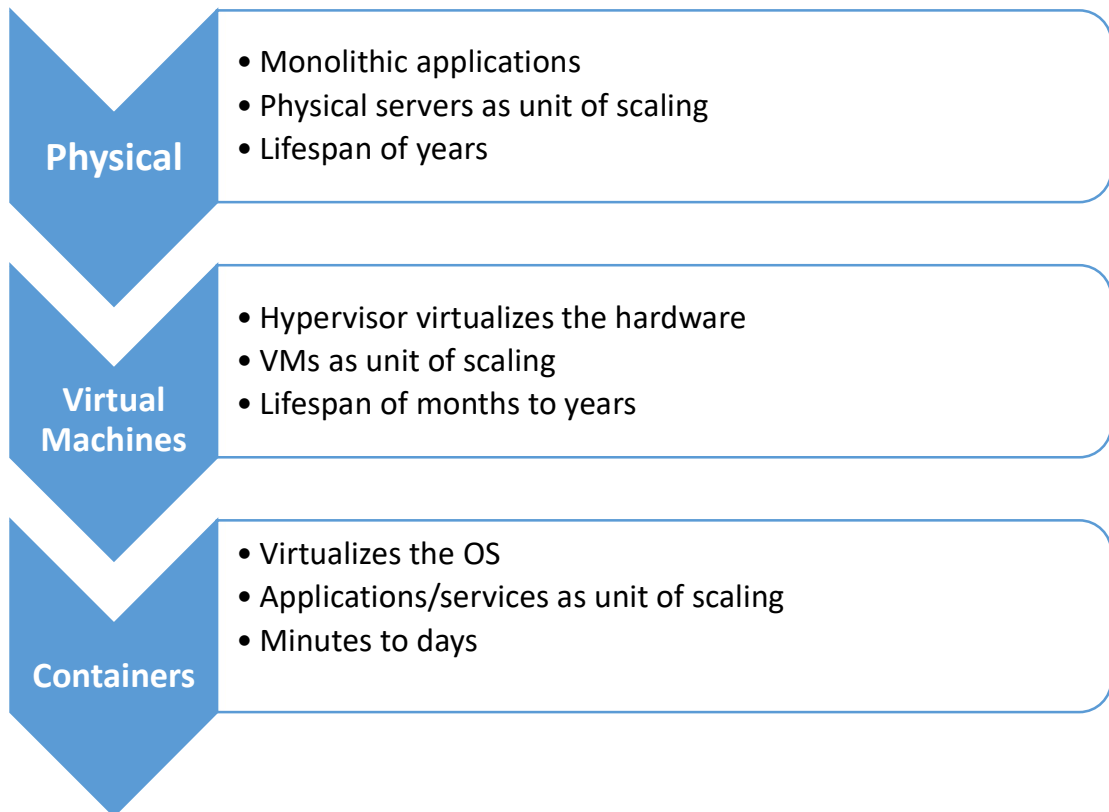 Physical
• Monolithic applications
• Physical servers as unit of scaling
• Lifespan of years
Virtual
Machines
• Hypervisor virtualizes the hardware
• VMs as unit of scaling
• Lifespan of months to years
Containers
• Virtualizes the OS
• Applications/services as unit of scaling
• Minutes to days